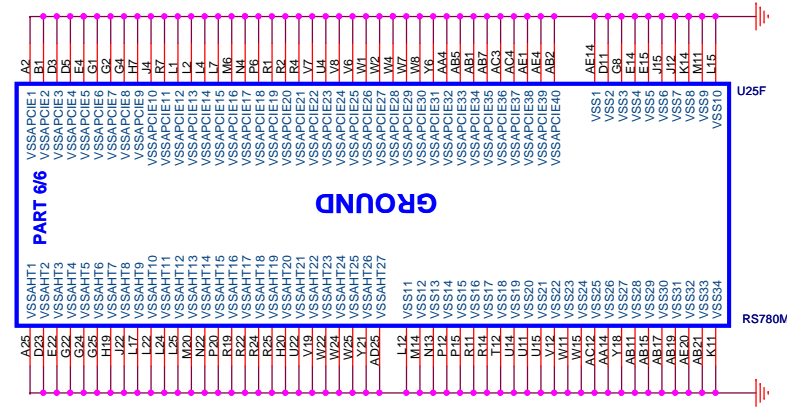 A2
B1
D3
D5
E4
G1
G2
G4
H7
J4
R7
L1
L2
L4
L7
M6
N4
P6
R1
R2
R4
V7
U4
V8
V6
W1
W2
W4
W7
W8
Y6
AA4
AB5
AB1
AB7
AC3
AC4
AE1
AE4
AB2
AE14
D11
G8
E14
E15
J15
J12
K14
M11
L15
U25F
VSSAPCIE1
VSSAPCIE2
VSSAPCIE3
VSSAPCIE4
VSSAPCIE5
VSSAPCIE6
VSSAPCIE7
VSSAPCIE8
VSSAPCIE9
VSSAPCIE10
VSSAPCIE11
VSSAPCIE12
VSSAPCIE13
VSSAPCIE14
VSSAPCIE15
VSSAPCIE16
VSSAPCIE17
VSSAPCIE18
VSSAPCIE19
VSSAPCIE20
VSSAPCIE21
VSSAPCIE22
VSSAPCIE23
VSSAPCIE24
VSSAPCIE25
VSSAPCIE26
VSSAPCIE27
VSSAPCIE28
VSSAPCIE29
VSSAPCIE30
VSSAPCIE31
VSSAPCIE32
VSSAPCIE33
VSSAPCIE34
VSSAPCIE35
VSSAPCIE36
VSSAPCIE37
VSSAPCIE38
VSSAPCIE39
VSSAPCIE40
VSS1
VSS2
VSS3
VSS4
VSS5
VSS6
VSS7
VSS8
VSS9
VSS10
PART 6/6
GROUND
VSSAHT1
VSSAHT2
VSSAHT3
VSSAHT4
VSSAHT5
VSSAHT6
VSSAHT7
VSSAHT8
VSSAHT9
VSSAHT10
VSSAHT11
VSSAHT12
VSSAHT13
VSSAHT14
VSSAHT15
VSSAHT16
VSSAHT17
VSSAHT18
VSSAHT19
VSSAHT20
VSSAHT21
VSSAHT22
VSSAHT23
VSSAHT24
VSSAHT25
VSSAHT26
VSSAHT27
VSS11
VSS12
VSS13
VSS14
VSS15
VSS16
VSS17
VSS18
VSS19
VSS20
VSS21
VSS22
VSS23
VSS24
VSS25
VSS26
VSS27
VSS28
VSS29
VSS30
VSS31
VSS32
VSS33
VSS34
RS780M
A25
D23
E22
G22
G24
G25
H19
J22
L17
L22
L24
L25
M20
N22
P20
R19
R22
R24
R25
H20
U22
V19
W22
W24
W25
Y21
AD25
L12
M14
N13
P12
P15
R11
R14
T12
U14
U11
U15
V12
W11
W15
AC12
AA14
Y18
AB11
AB15
AB17
AB19
AE20
AB21
K11